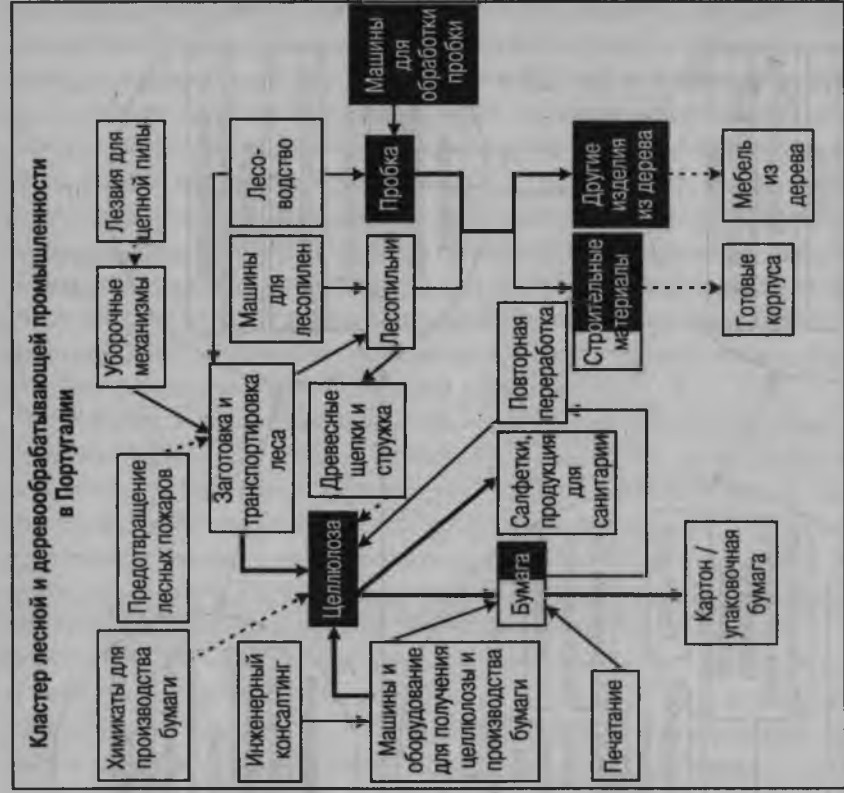 Кластер лесной и деревообрабатывающей промышленности
в Португалии
Химикаты для
производства
бумаги
Предотвращение
лесных пожаров
Уборочные
механизмы
Лезвия для
цепной пилы
Инженерный
консалтинг
Заготовка и
транспортировка
леса
Машины
для
лесопилен
Лесо-
водство
Машины и
оборудование
для получения
целлюлозы и
производства
бумаги
Целлюлоза
Древесные
щепки и
стружка
Лесопильни
Пробка
Машины
для
обработки
пробки
Печатание
Бумага
Салфетки,
продукция
для
санитарии
Повторная
переработка
Строительные
материалы
Другие
изделия
из дерева
Картон /
упаковочная
бумага
Готовые
корпуса
Мебель
из
дерева